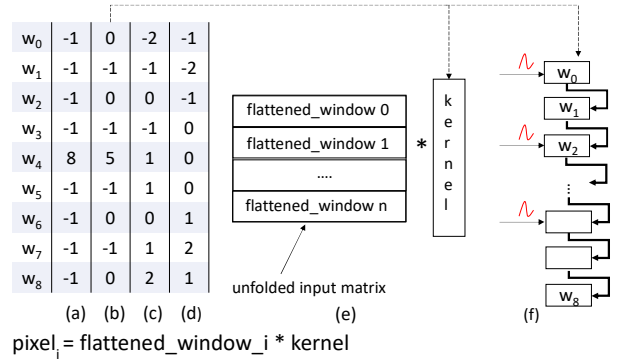 w0 -1 0 -2 -1
w1 -1 -1 -1 -2
w2 -1 0 0 -1
w3 -1 -1 -1 0
w4 8 5 1 0
w5 -1 -1 1 0
w6 -1 0 0 1
w7 -1 -1 1 2
w8 -1 0 2 1
(a) (b) (c) (d)
flattened_window 0
flattened_window 1
....
flattened_window n
*
k
e
r
n
e
l
unfolded input matrix
(e)
w0
w1
w2
...
w8
(f)
pixel_i = flattened_window_i * kernel